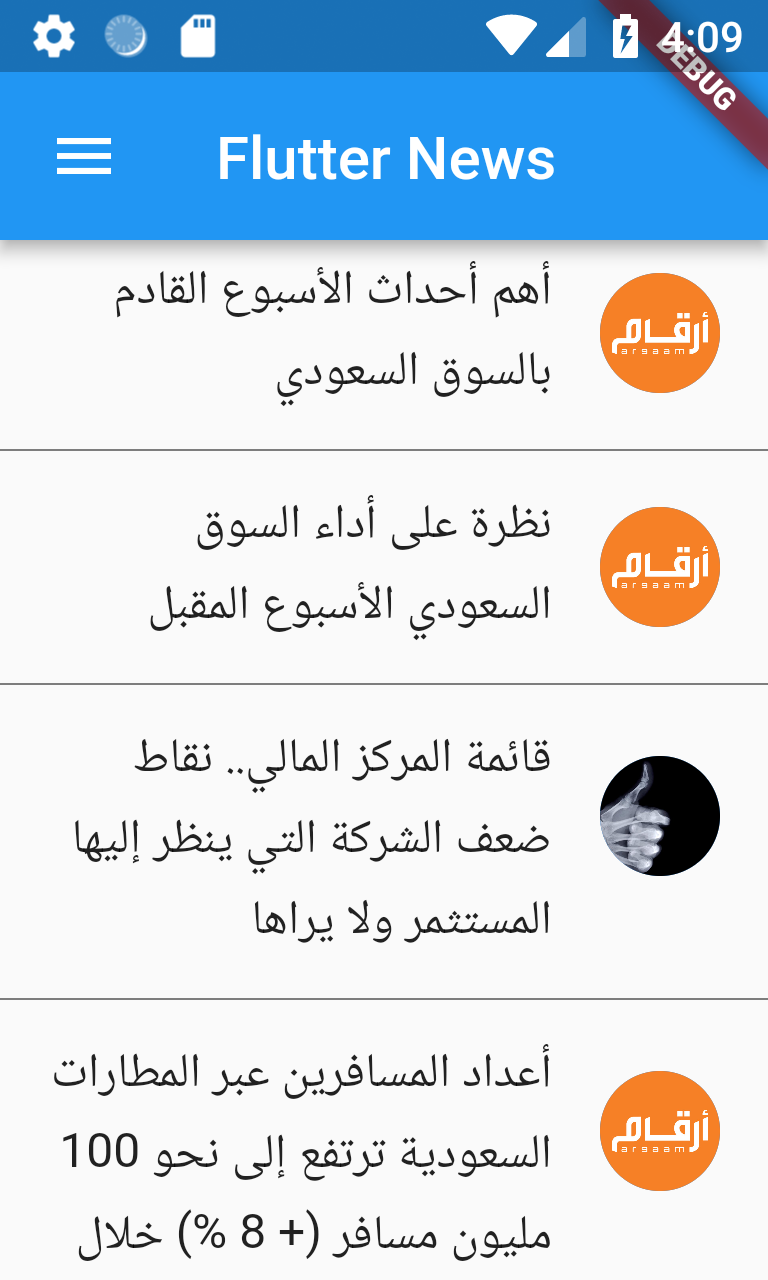 4:09
DEBUG
Flutter News
أهم أحداث الأسبوع القادم
بالسوق السعودي
أرقام
argaam
نظرة على أداء السوق
السعودي الأسبوع المقبل
أرقام
argaam
قائمة المركز المالي.. نقاط
ضعف الشركة التي ينظر إليها
المستثمر ولا يراها
أعداد المسافرين عبر المطارات
السعودية ترتفع إلى نحو 100
مليون مسافر (+ 8 %) خلال
أرقام
argaam